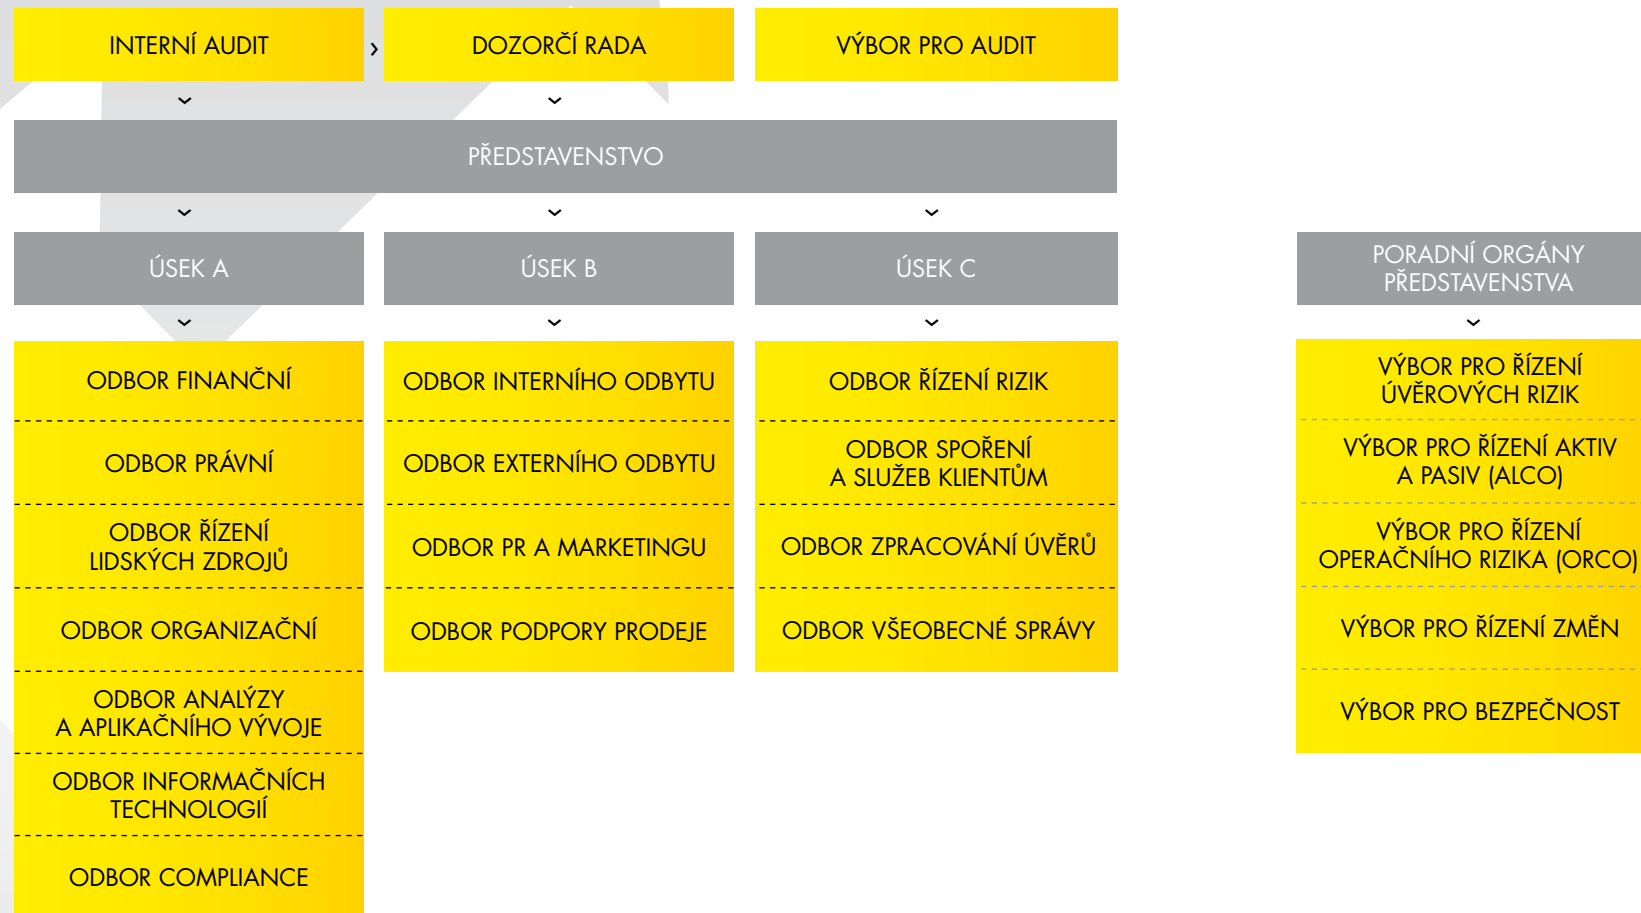 INTERNÍ AUDIT
DOZORČÍ RADA
VÝBOR PRO AUDIT
PŘEDSTAVENSTVO
ÚSEK A
ODBOR FINANČNÍ
ODBOR PRÁVNÍ
ODBOR ŘÍZENÍ
LIDSKÝCH ZDROJŮ
ODBOR ORGANIZAČNÍ
ODBOR ANALÝZY
A APLIKAČNÍHO VÝVOJE
ODBOR INFORMAČNÍCH
TECHNOLOGIÍ
ODBOR COMPLIANCE
ÚSEK B
ODBOR INTERNÍHO ODBYTU
ODBOR EXTERNÍHO ODBYTU
ODBOR PR A MARKETINGU
ODBOR PODPORY PRODEJE
ÚSEK C
ODBOR ŘÍZENÍ RIZIK
ODBOR SPOŘENÍ
A SLUŽEB KLIENTŮM
ODBOR ZPRACOVÁNÍ ÚVĚRŮ
ODBOR VŠEOBECNÉ SPRÁVY
PORADNÍ ORGÁNY
PŘEDSTAVENSTVA
VÝBOR PRO ŘÍZENÍ
ÚVĚROVÝCH RIZIK
VÝBOR PRO ŘÍZENÍ AKTIV
A PASIV (ALCO)
VÝBOR PRO ŘÍZENÍ
OPERAČNÍHO RIZIKA (ORCO)
VÝBOR PRO ŘÍZENÍ ZMĚN
VÝBOR PRO BEZPEČNOST